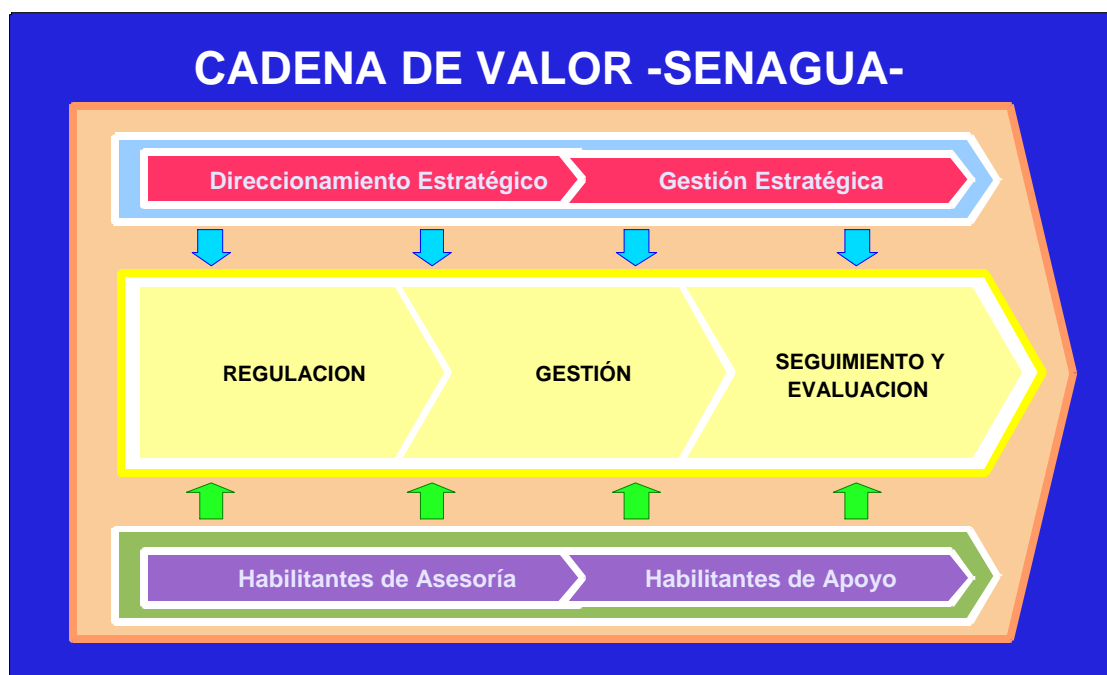 CADENA DE VALOR -SENAGUA-
Direccionamiento Estratégico
Gestión Estratégica
REGULACION
GESTIÓN
SEGUIMIENTO Y
EVALUACION
Habilitantes de Asesoría
Habilitantes de Apoyo